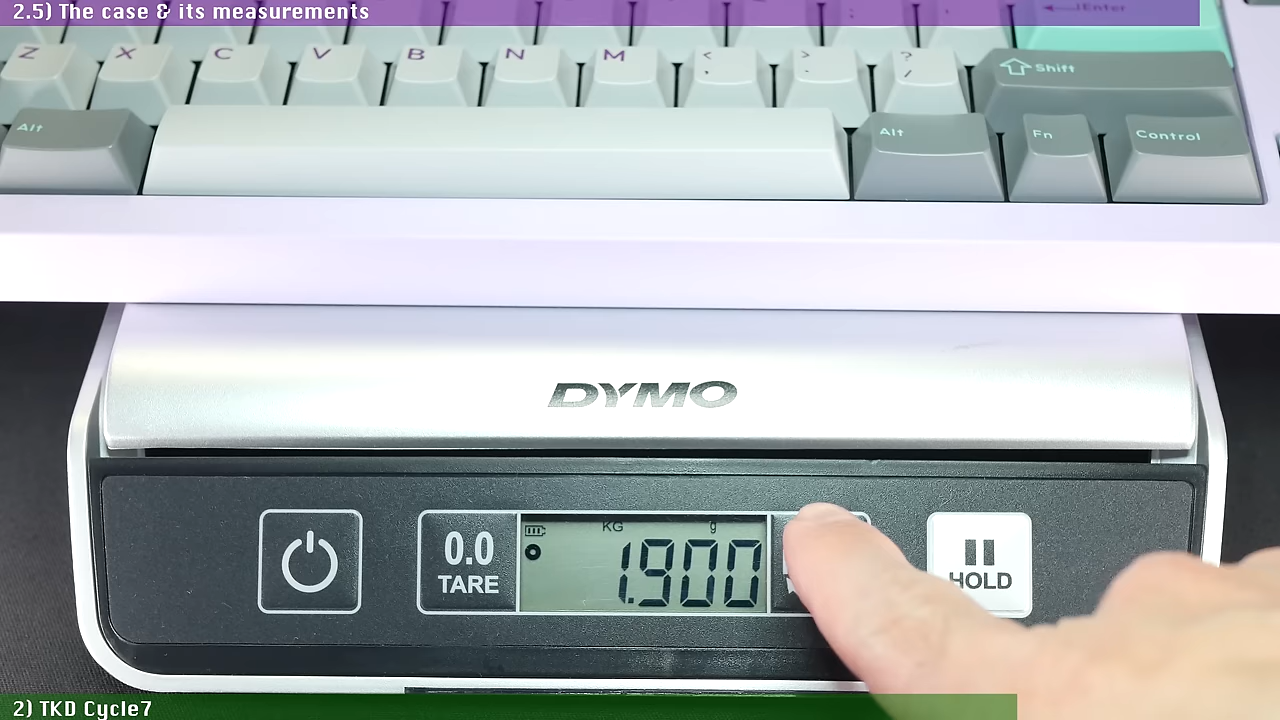 2.5) The case & its measurements
Enter
Z X C V B N M < , > . ? / Shift
Alt Alt Fn Control
DYMO
0.0
TARE
KG g
1.900
HOLD
2) TKD Cycle7